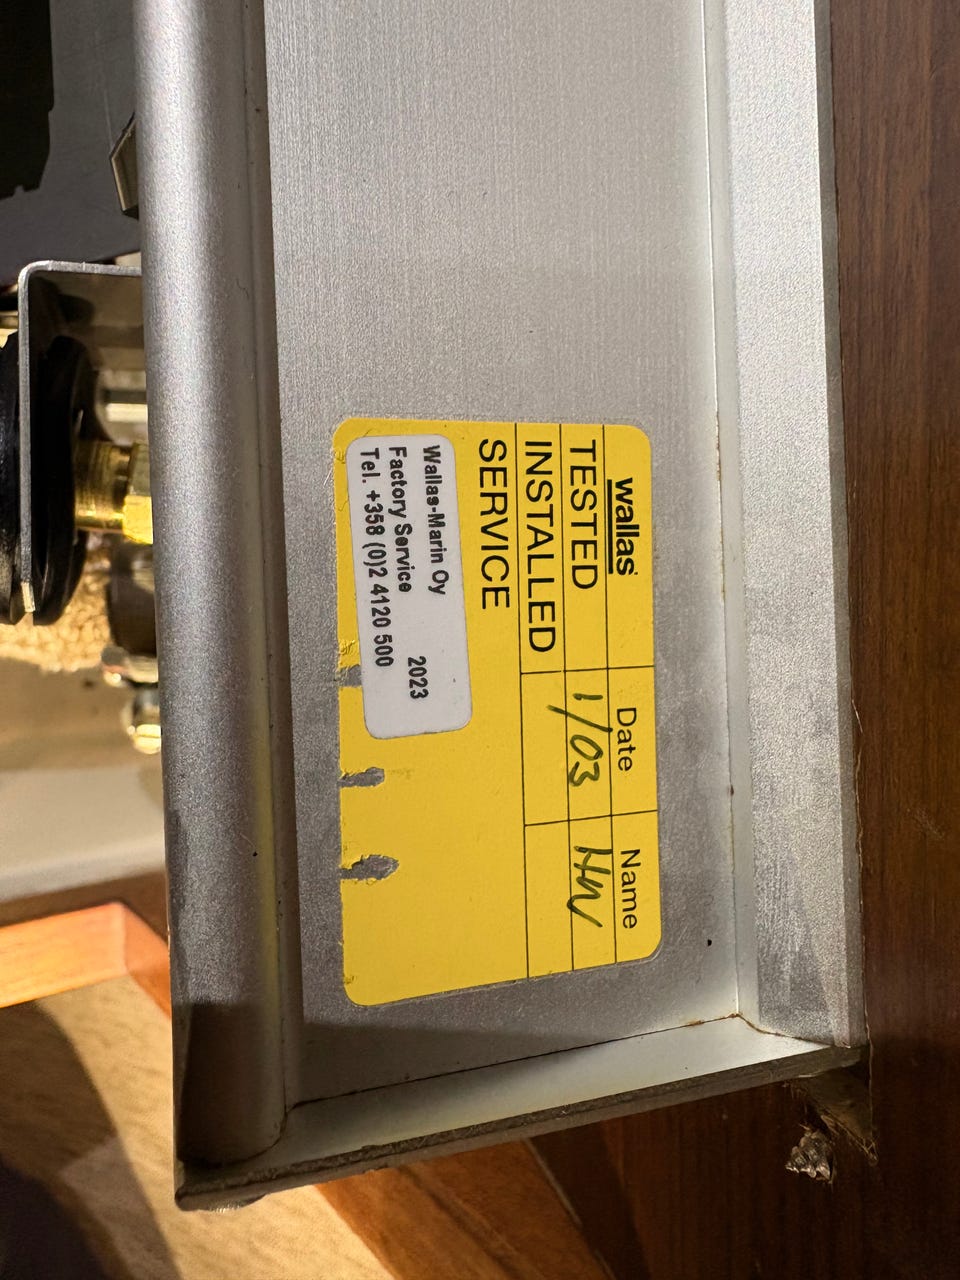 wallas Date Name
TESTED 1/03 HW
INSTALLED
SERVICE
Wallas-Marin Oy
Factory Service 2023
Tel. +358 (0)2 4120 500